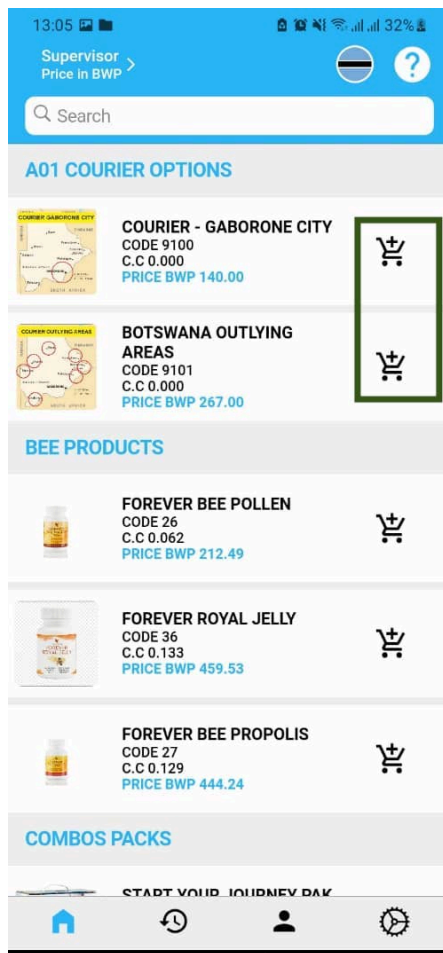 13:05
32%
Supervisor
Price in BWP
?
Search
A01 COURIER OPTIONS
COURIER GABORONE CITY
COURIER - GABORONE CITY
CODE 9100
C.C 0.000
PRICE BWP 140.00
COURIER OUTLYING AREAS
BOTSWANA OUTLYING
AREAS
CODE 9101
C.C 0.000
PRICE BWP 267.00
BEE PRODUCTS
FOREVER BEE POLLEN
CODE 26
C.C 0.062
PRICE BWP 212.49
FOREVER ROYAL JELLY
CODE 36
C.C 0.133
PRICE BWP 459.53
FOREVER BEE PROPOLIS
CODE 27
C.C 0.129
PRICE BWP 444.24
COMBOS PACKS
START YOUR JOURNEY PAK